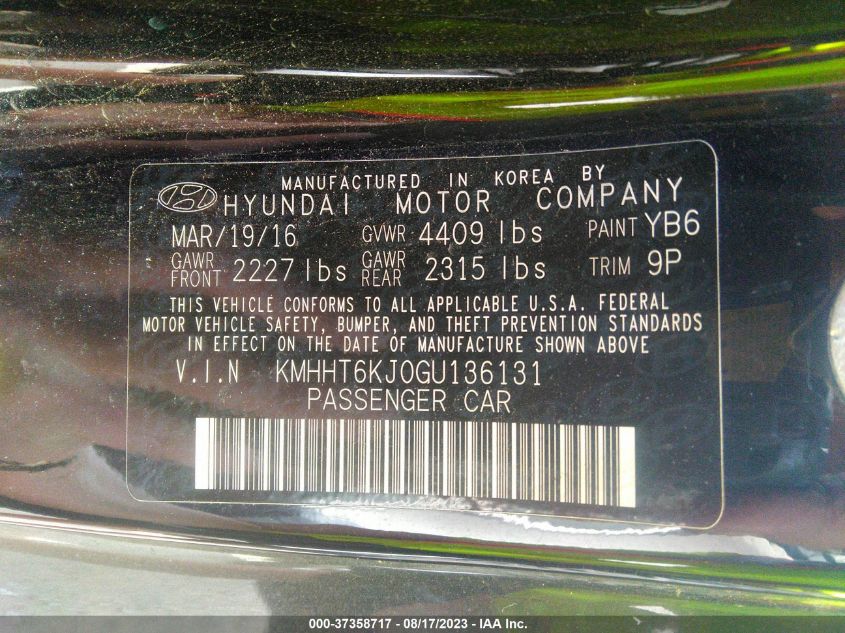 MANUFACTURED IN KOREA BY
HYUNDAI MOTOR COMPANY
MAR/19/16 GVWR 4409 lbs PAINT YB6
GAWR FRONT 2227 lbs GAWR REAR 2315 lbs TRIM 9P
THIS VEHICLE CONFORMS TO ALL APPLICABLE U.S.A. FEDERAL
MOTOR VEHICLE SAFETY, BUMPER, AND THEFT PREVENTION STANDARDS
IN EFFECT ON THE DATE OF MANUFACTURE SHOWN ABOVE
V.I.N KMHHT6KJ0GU136131
PASSENGER CAR
000-37358717 - 08/17/2023 - IAA Inc.